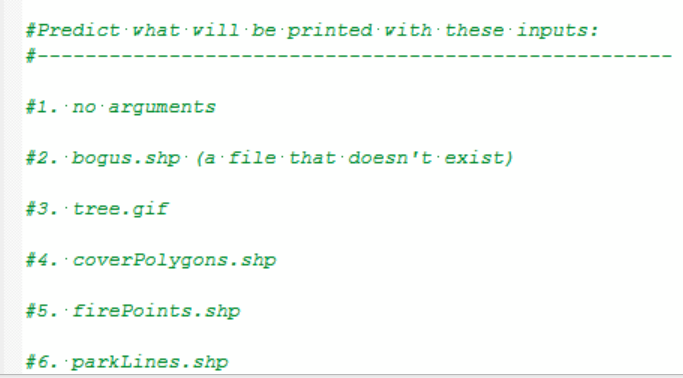 #Predict will be printed with these inputs:
#------------------------------------------------------
#1. no arguments
#2. bogus.shp (a file that doesn't exist)
#3. tree.gif
#4. coverPolygons.shp
#5. firePoints.shp
#6. parkLines.shp